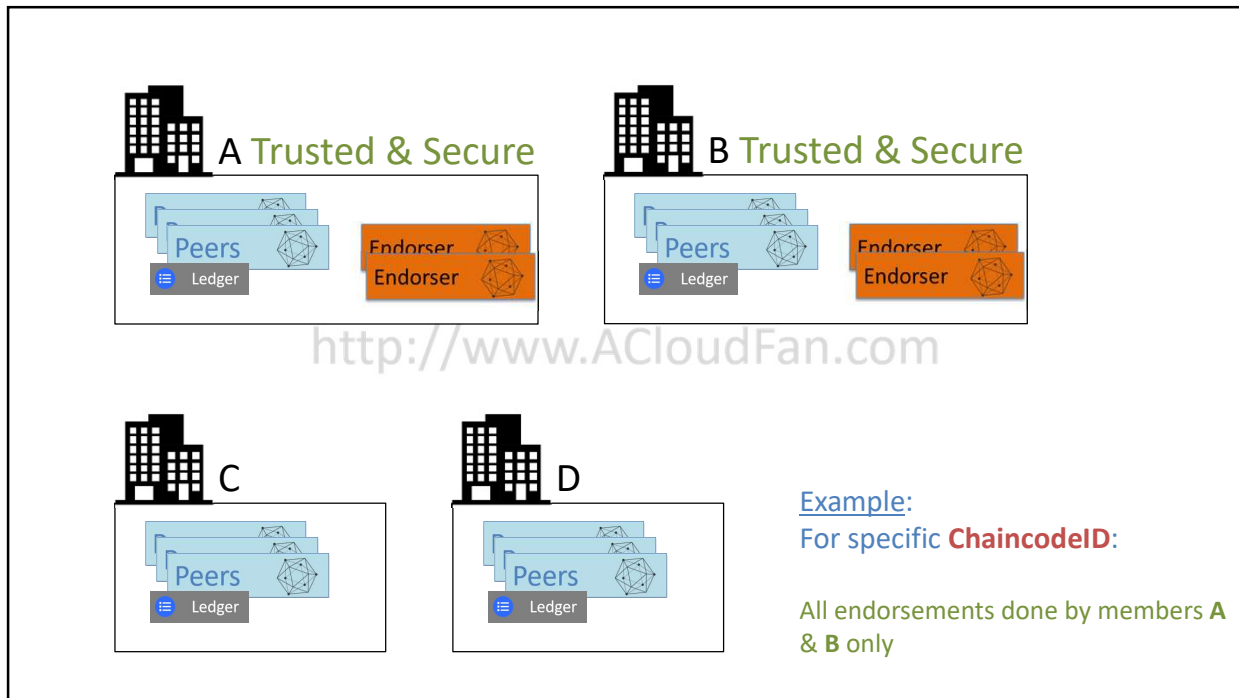 A Trusted & Secure
Peers
Ledger
Endorser
Endorser
B Trusted & Secure
Peers
Ledger
Endorser
Endorser
http://www.ACloudFan.com
C
Peers
Ledger
D
Peers
Ledger
Example:
For specific ChaincodeID:
All endorsements done by members A
& B only